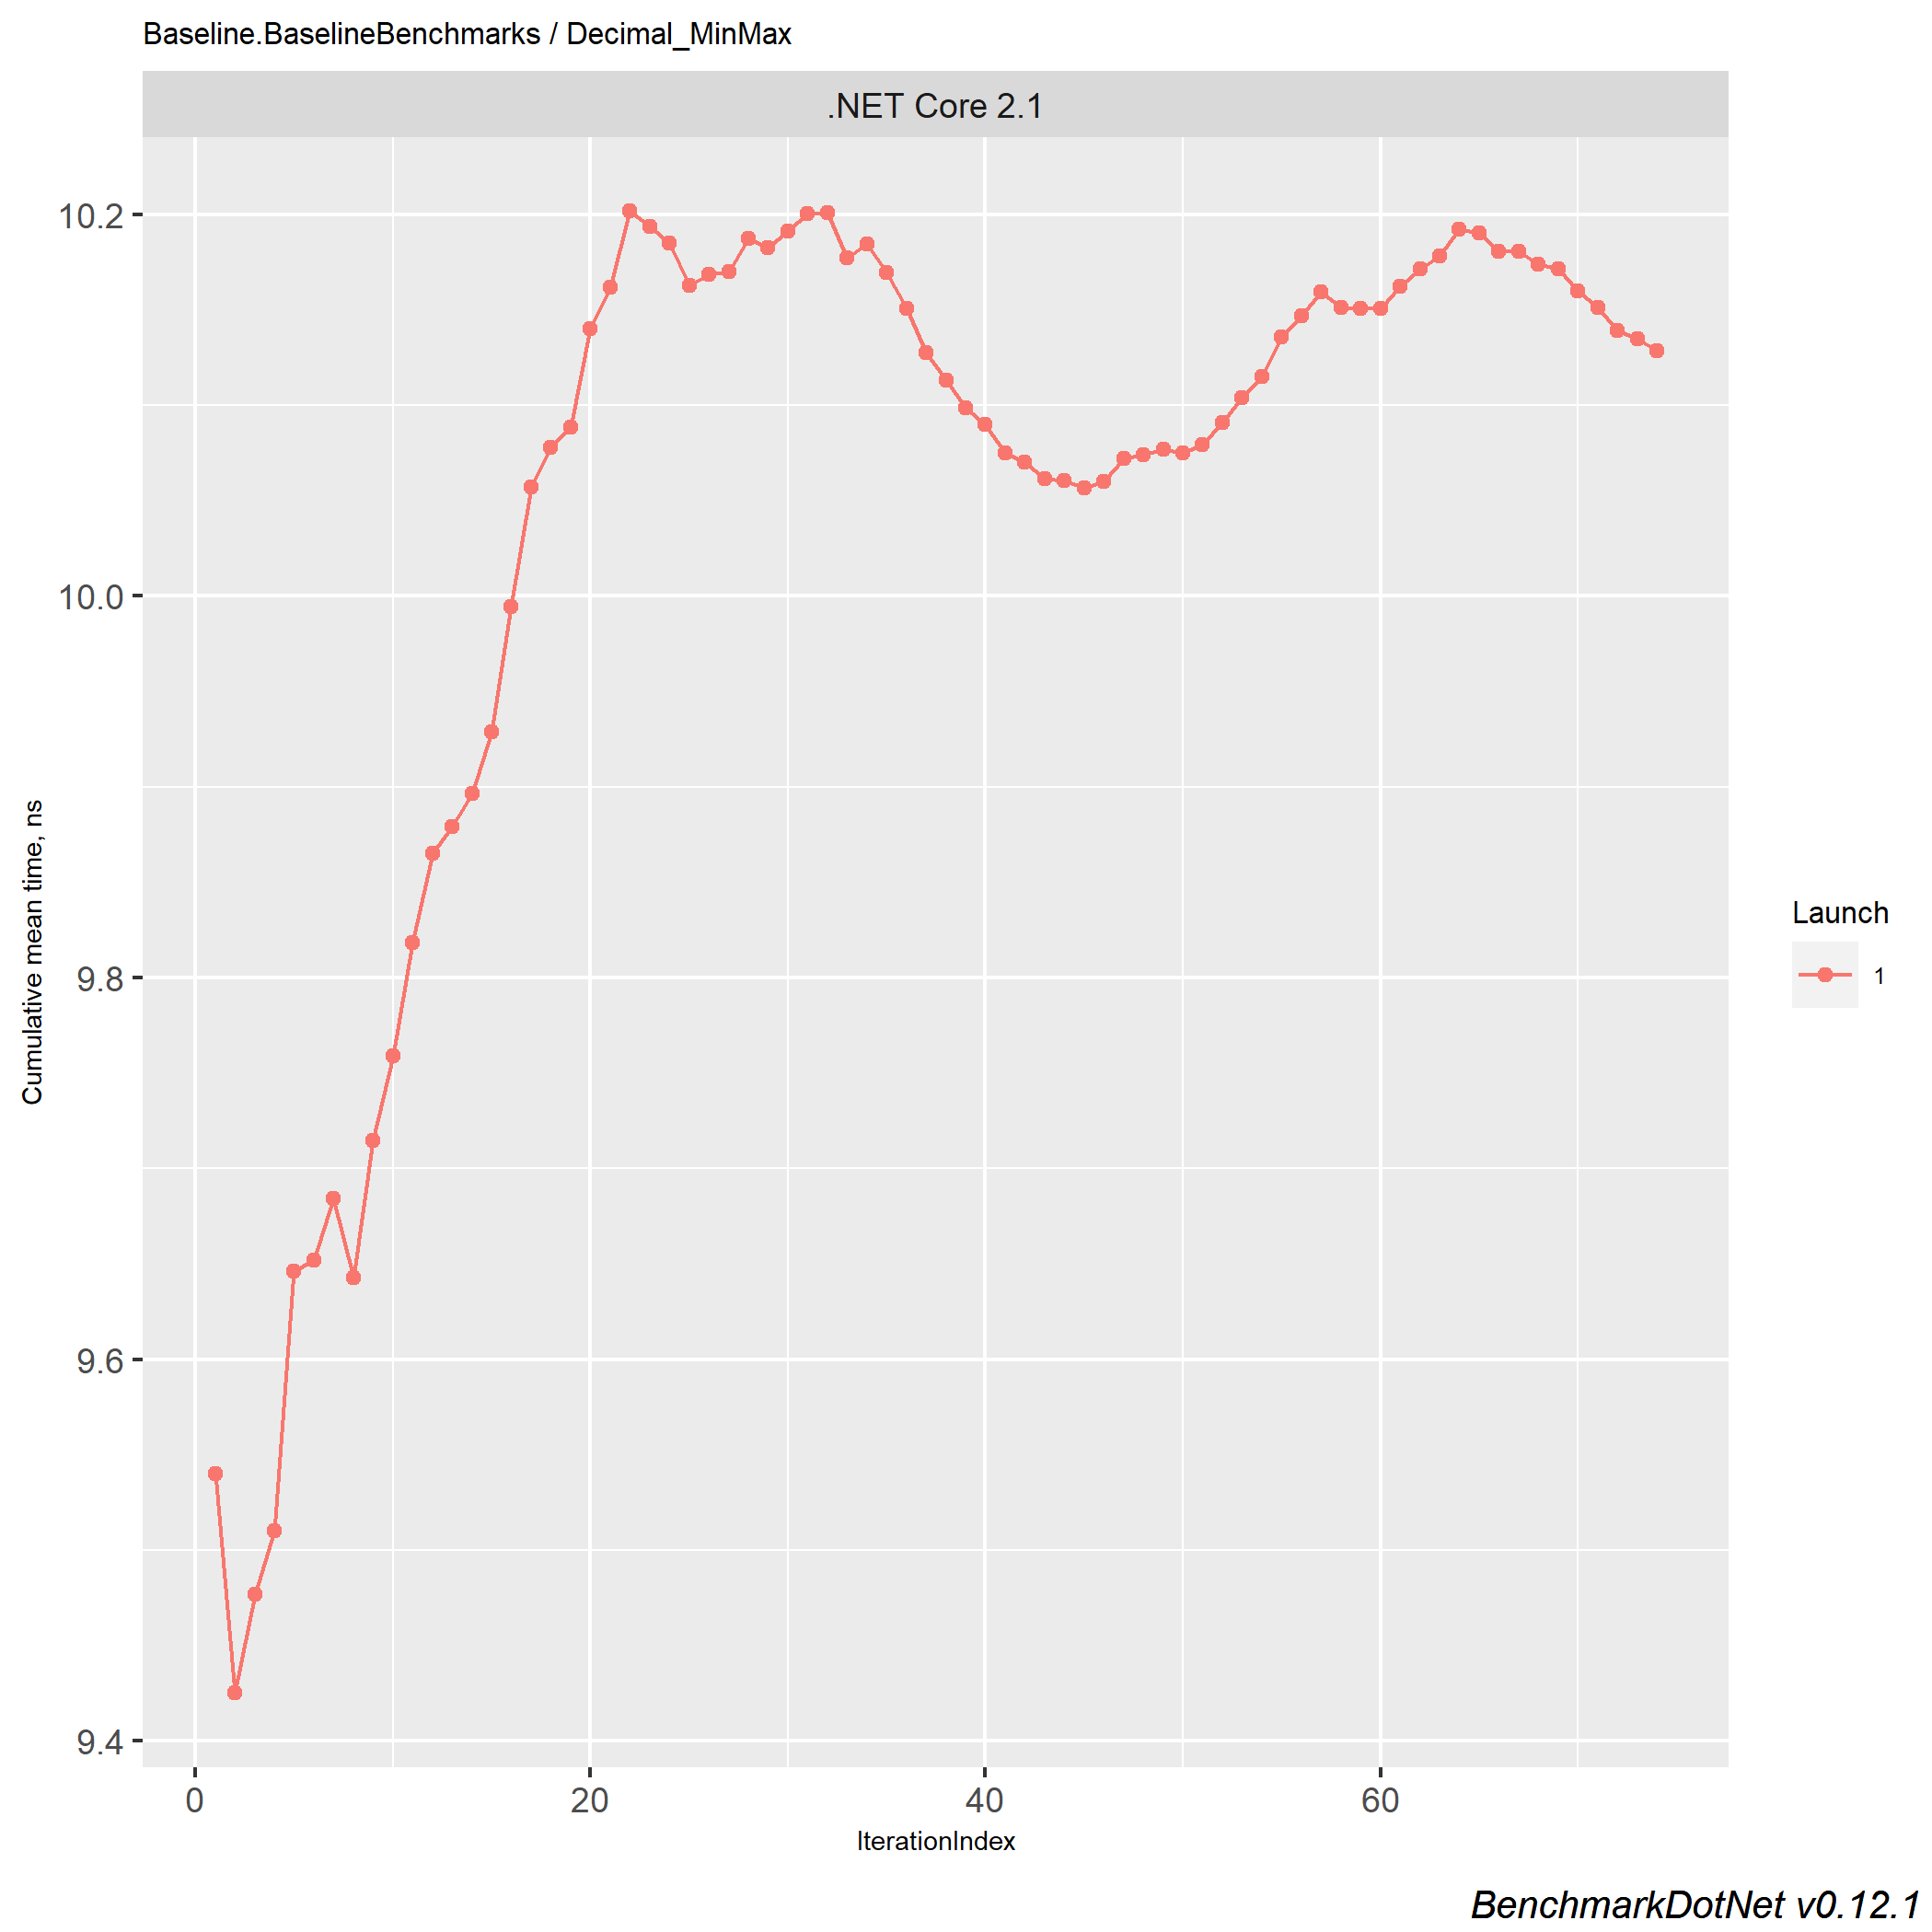 Baseline.BaselineBenchmarks / Decimal_MinMax
.NET Core 2.1
10.2
10.0
9.8
9.6
9.4
Cumulative mean time, ns
0 20 40 60
IterationIndex
Launch
1
BenchmarkDotNet v0.12.1